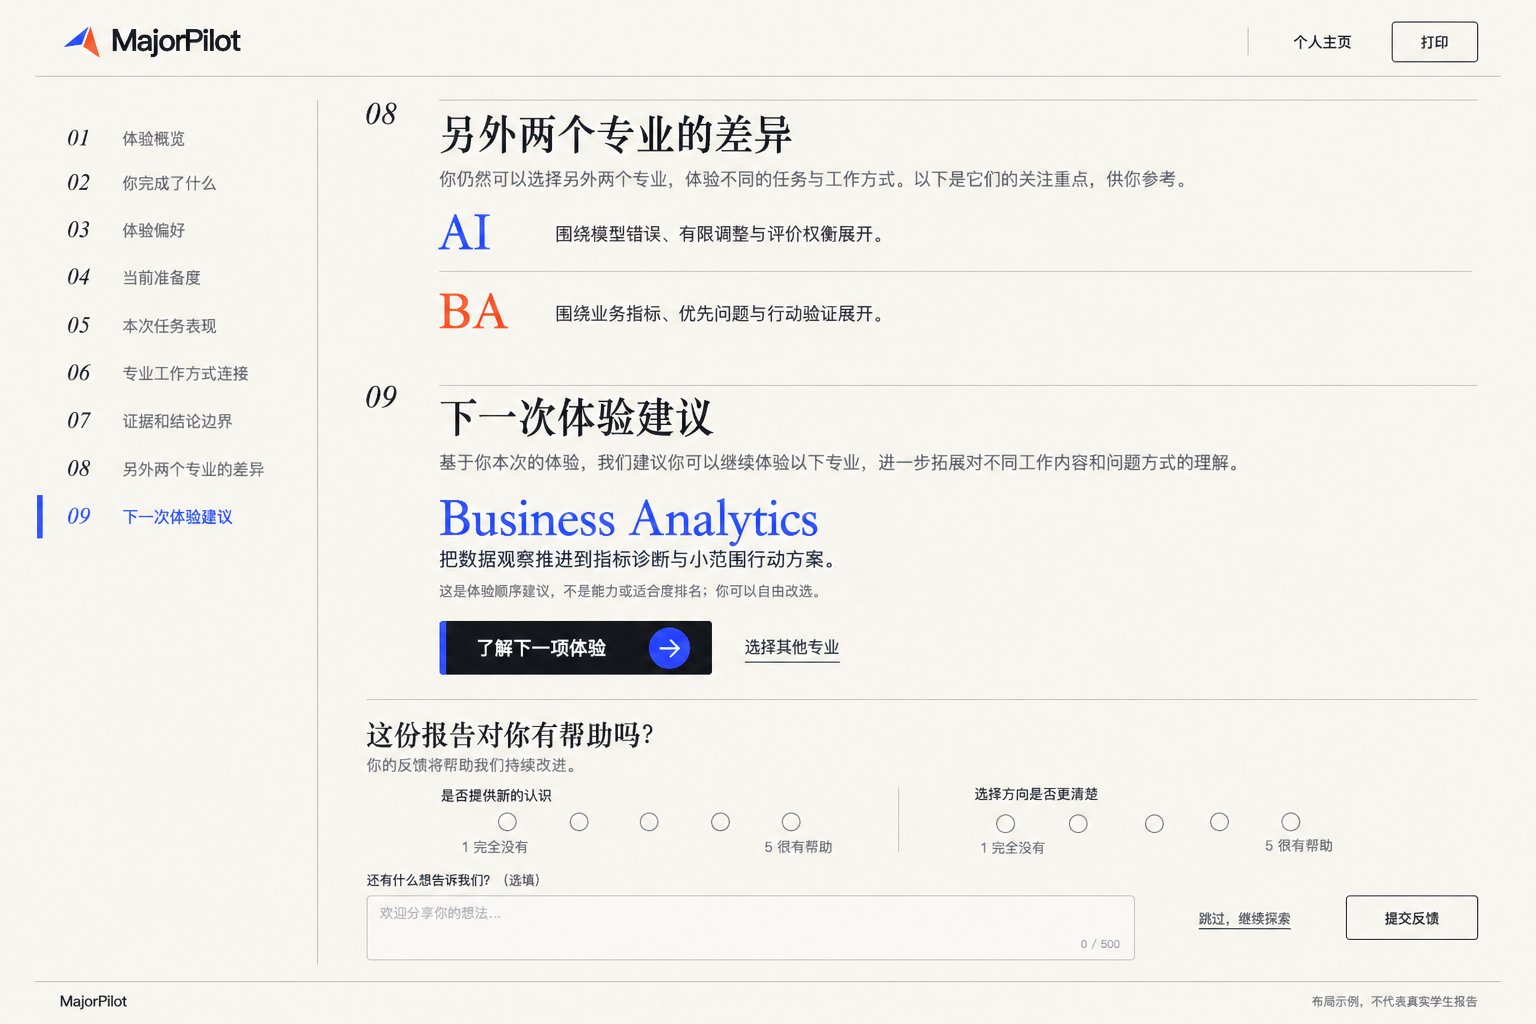 MajorPilot
个人主页
打印
01 体验概览
02 你完成了什么
03 体验偏好
04 当前准备度
05 本次任务表现
06 专业工作方式连接
07 证据和结论边界
08 另外两个专业的差异
09 下一次体验建议
08
另外两个专业的差异
你仍然可以选择另外两个专业，体验不同的任务与工作方式。以下是它们的关注重点，供你参考。
AI 围绕模型错误、有限调整与评价权衡展开。
BA 围绕业务指标、优先问题与行动验证展开。
09
下一次体验建议
基于你本次的体验，我们建议你可以继续体验以下专业，进一步拓展对不同工作内容和问题方式的理解。
Business Analytics
把数据观察推进到指标诊断与小范围行动方案。
这是体验顺序建议，不是能力或适合度排名；你可以自由改选。
了解下一项体验
选择其他专业
这份报告对你有帮助吗？
你的反馈将帮助我们持续改进。
是否提供新的认识
1 完全没有 5 很有帮助
选择方向是否更清楚
1 完全没有 5 很有帮助
还有什么想告诉我们？（选填）
欢迎分享你的想法...
0 / 500
跳过，继续探索
提交反馈
MajorPilot
布局示例，不代表真实学生报告